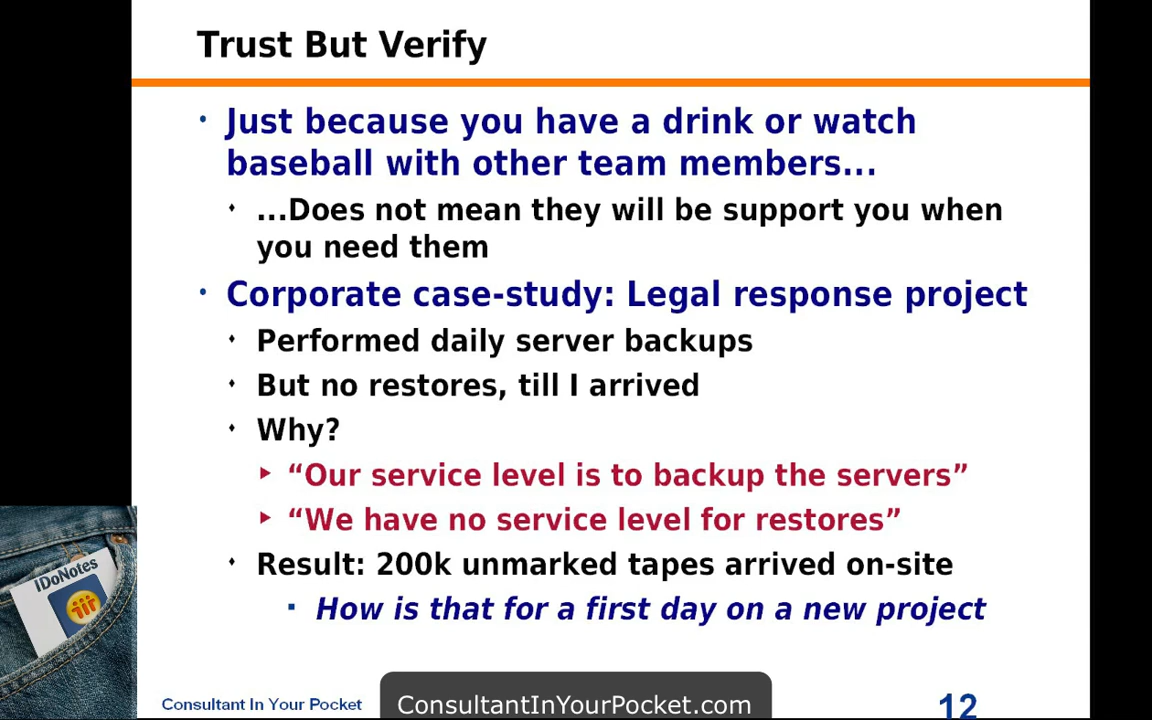 Trust But Verify
• Just because you have a drink or watch
baseball with other team members...
♦ ...Does not mean they will be support you when
you need them
• Corporate case-study: Legal response project
♦ Performed daily server backups
♦ But no restores, till I arrived
♦ Why?
▶ “Our service level is to backup the servers”
▶ “We have no service level for restores”
♦ Result: 200k unmarked tapes arrived on-site
▪ How is that for a first day on a new project
IDoNotes
Consultant In Your Pocket
ConsultantInYourPocket.com
12